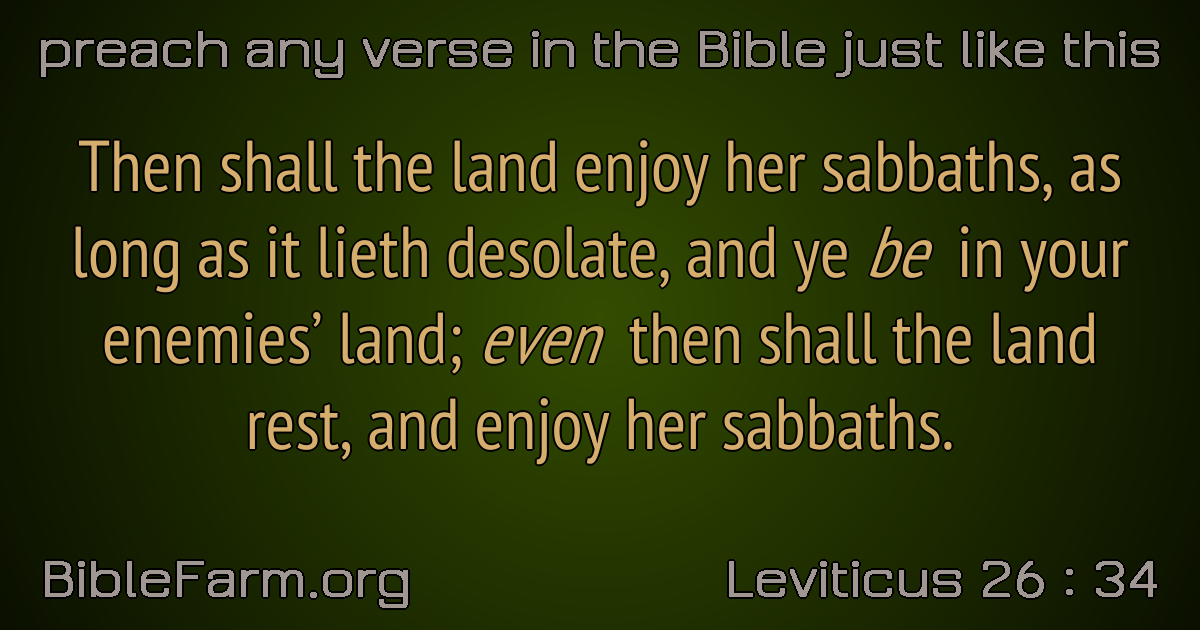 preach any verse in the Bible just like this
Then shall the land enjoy her sabbaths, as
long as it lieth desolate, and ye be in your
enemies’ land; even then shall the land
rest, and enjoy her sabbaths.
BibleFarm.org
Leviticus 26 : 34